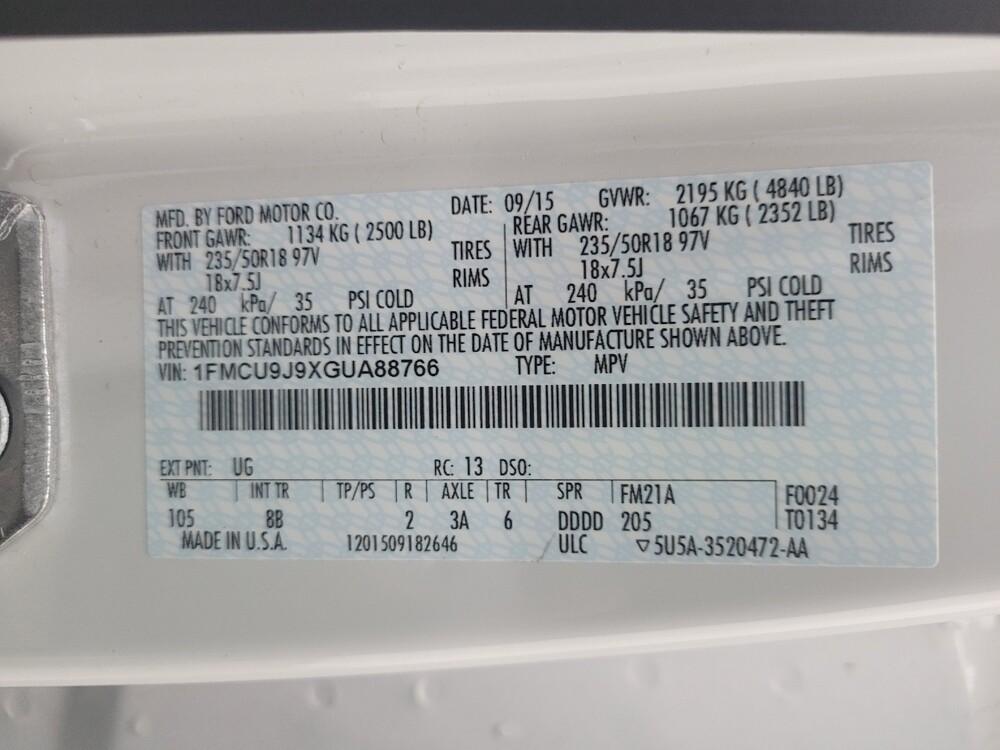 MFD. BY FORD MOTOR CO. DATE: 09/15 GVWR: 2195 KG ( 4840 LB)
FRONT GAWR: 1134 KG ( 2500 LB) REAR GAWR: 1067 KG ( 2352 LB)
WITH 235/50R18 97V TIRES WITH 235/50R18 97V TIRES
18x7.5J RIMS 18x7.5J RIMS
AT 240 kPa/ 35 PSI COLD AT 240 kPa/ 35 PSI COLD
THIS VEHICLE CONFORMS TO ALL APPLICABLE FEDERAL MOTOR VEHICLE SAFETY AND THEFT
PREVENTION STANDARDS IN EFFECT ON THE DATE OF MANUFACTURE SHOWN ABOVE.
VIN: 1FMCU9J9XGUA88766 TYPE: MPV
EXT PNT: UG RC: 13 DSO:
WB INT TR TP/PS R AXLE TR SPR FM21A F0024
105 8B 2 3A 6 DDDD 205 T0134
MADE IN U.S.A. 1201509182646 ULC ▽5U5A-3520472-AA